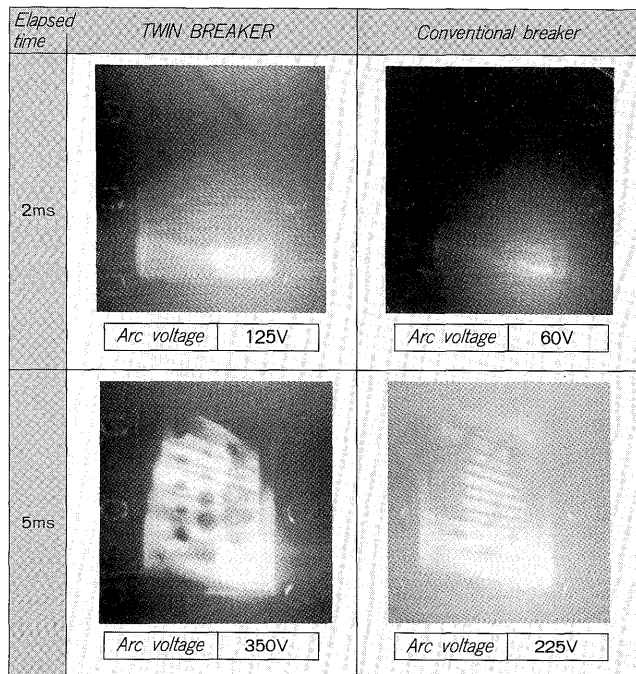 Elapsed time
TWIN BREAKER
Conventional breaker
2ms
Arc voltage 125V
Arc voltage 60V
5ms
Arc voltage 350V
Arc voltage 225V